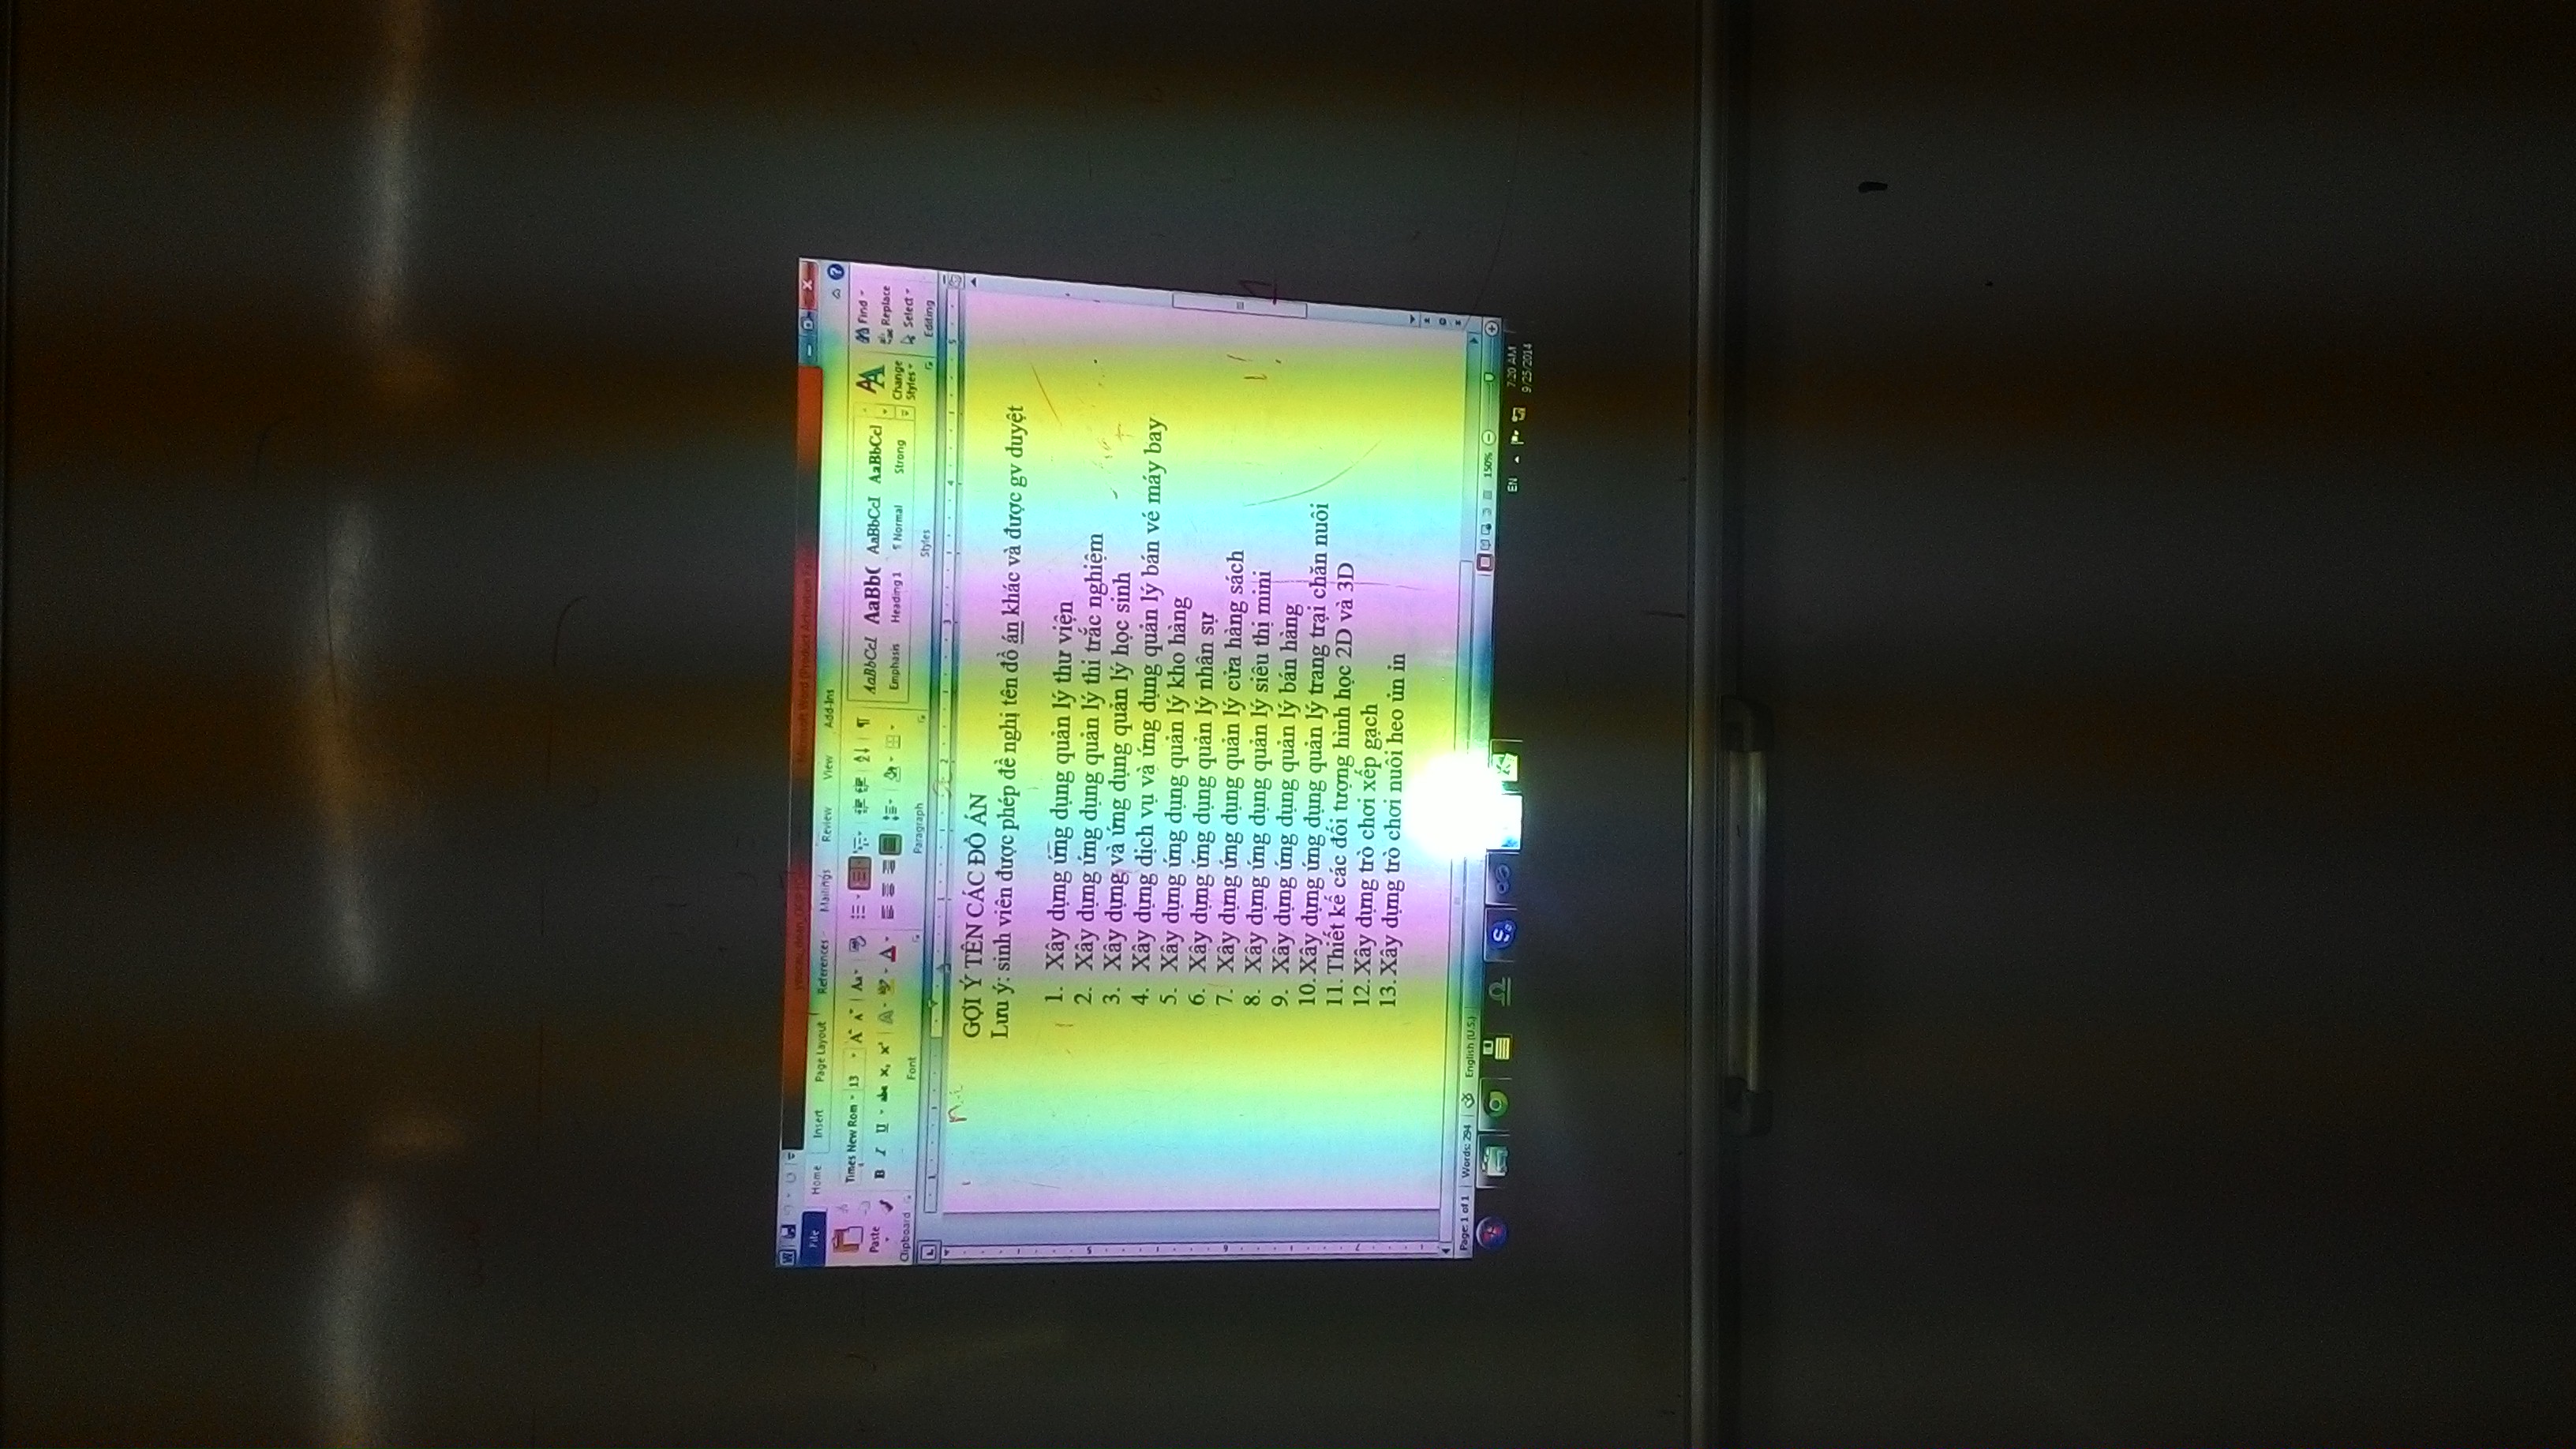 Microsoft Word (Product Activation
File Home Insert Page Layout References Mailings Review View Add-Ins
Paste
Clipboard
Times New Rom 13
Font
Paragraph
AaBbCcI AaBb( AaBbCcI AaBbCcl
Emphasis Heading 1 ¶ Normal Strong
Styles
Change Styles
Find
Replace
Select
Editing
GỢI Ý TÊN CÁC ĐỒ ÁN
Lưu ý: sinh viên được phép đề nghị tên đồ án khác và được gv duyệt
1. Xây dựng ứng dụng quản lý thư viện
2. Xây dựng ứng dụng quản lý thi trắc nghiệm
3. Xây dựng và ứng dụng quản lý học sinh
4. Xây dựng dịch vụ và ứng dụng quản lý bán vé máy bay
5. Xây dựng ứng dụng quản lý kho hàng
6. Xây dựng ứng dụng quản lý nhân sự
7. Xây dựng ứng dụng quản lý cửa hàng sách
8. Xây dựng ứng dụng quản lý siêu thị mini
9. Xây dựng ứng dụng quản lý bán hàng
10. Xây dựng ứng dụng quản lý trang trại chăn nuôi
11. Thiết kế các đối tượng hình học 2D và 3D
12. Xây dựng trò chơi xếp gạch
13. Xây dựng trò chơi nuôi heo ủn in
Page: 1 of 1 Words: 294 English (U.S.) 150%
EN 7:20 AM
9/25/2014